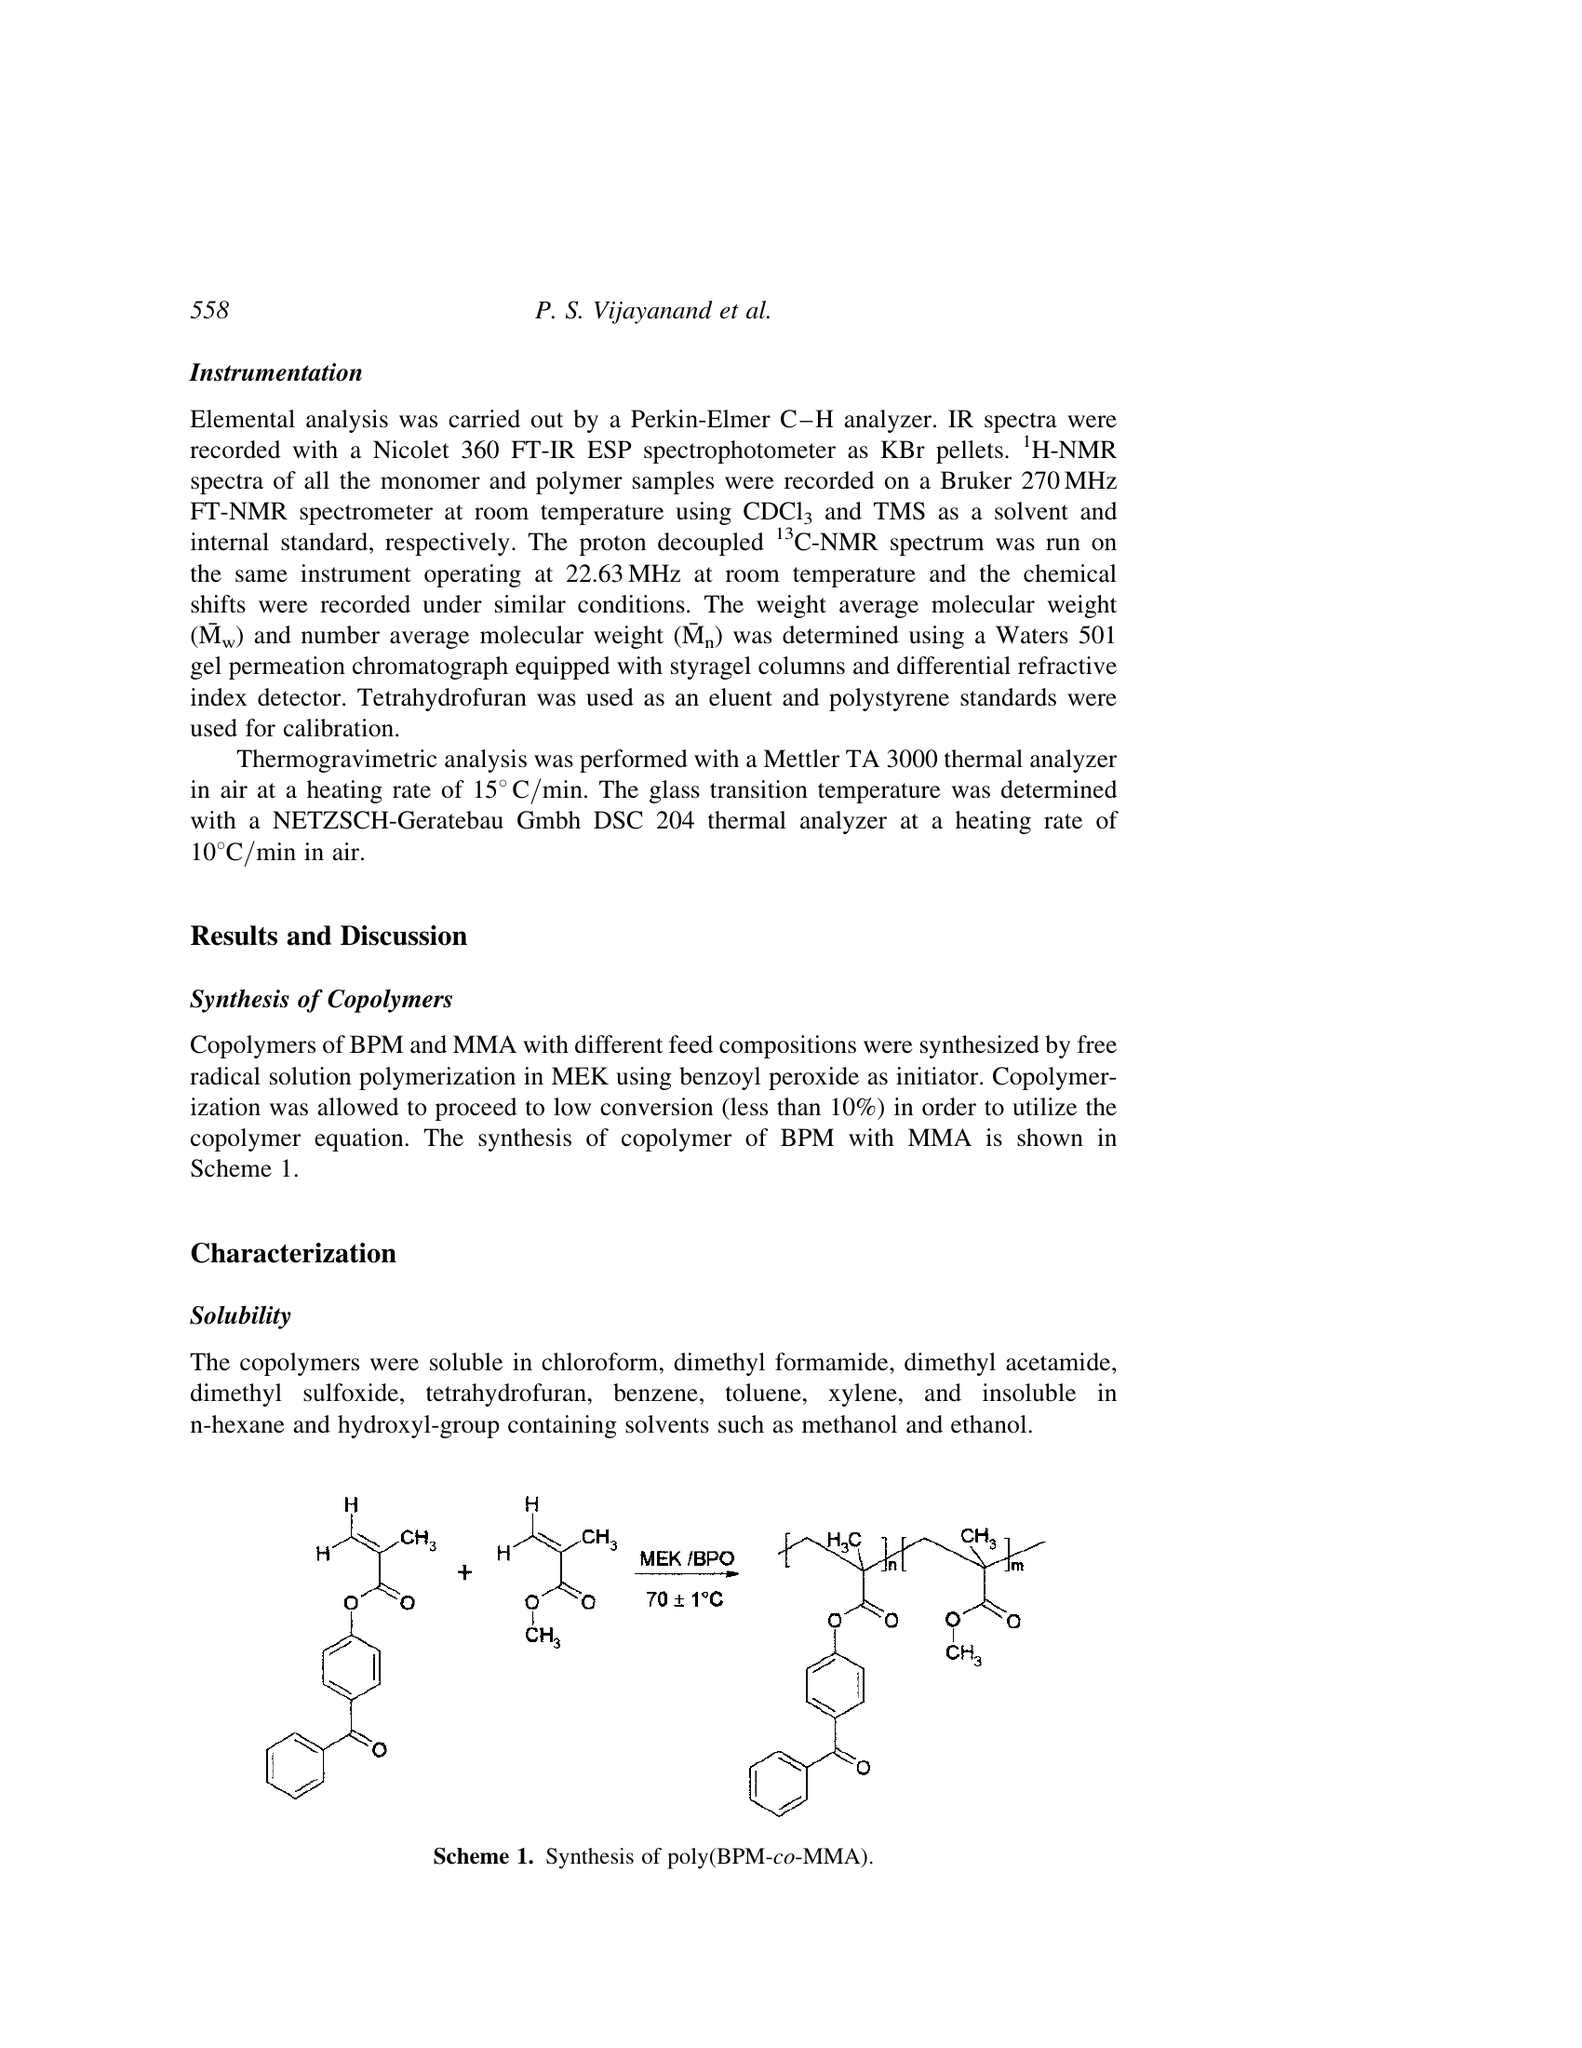 558
P. S. Vijayanand et al.
Instrumentation
Elemental analysis was carried out by a Perkin-Elmer C–H analyzer. IR spectra were
recorded with a Nicolet 360 FT-IR ESP spectrophotometer as KBr pellets. ¹H-NMR
spectra of all the monomer and polymer samples were recorded on a Bruker 270 MHz
FT-NMR spectrometer at room temperature using CDCl₃ and TMS as a solvent and
internal standard, respectively. The proton decoupled ¹³C-NMR spectrum was run on
the same instrument operating at 22.63 MHz at room temperature and the chemical
shifts were recorded under similar conditions. The weight average molecular weight
(M̄w) and number average molecular weight (M̄n) was determined using a Waters 501
gel permeation chromatograph equipped with styragel columns and differential refractive
index detector. Tetrahydrofuran was used as an eluent and polystyrene standards were
used for calibration.
Thermogravimetric analysis was performed with a Mettler TA 3000 thermal analyzer
in air at a heating rate of 15° C/min. The glass transition temperature was determined
with a NETZSCH-Geratebau Gmbh DSC 204 thermal analyzer at a heating rate of
10°C/min in air.
Results and Discussion
Synthesis of Copolymers
Copolymers of BPM and MMA with different feed compositions were synthesized by free
radical solution polymerization in MEK using benzoyl peroxide as initiator. Copolymer-
ization was allowed to proceed to low conversion (less than 10%) in order to utilize the
copolymer equation. The synthesis of copolymer of BPM with MMA is shown in
Scheme 1.
Characterization
Solubility
The copolymers were soluble in chloroform, dimethyl formamide, dimethyl acetamide,
dimethyl sulfoxide, tetrahydrofuran, benzene, toluene, xylene, and insoluble in
n-hexane and hydroxyl-group containing solvents such as methanol and ethanol.
H
H
CH₃
O
O
O
+
H
H
CH₃
O
O
CH₃
MEK /BPO
70 ± 1°C
H₃C
n
CH₃
m
O
O
O
O
CH₃
O
Scheme 1. Synthesis of poly(BPM-co-MMA).